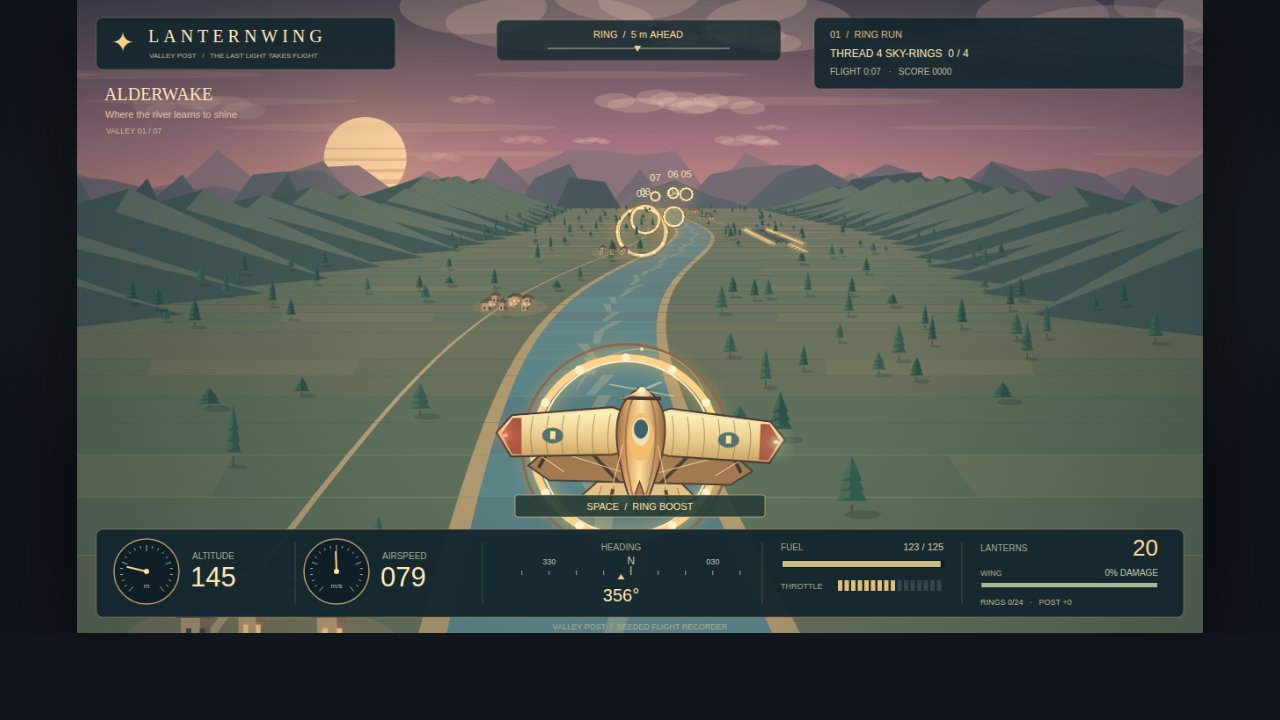 LANTERNWING
VALLEY POST / THE LAST LIGHT TAKES FLIGHT
RING / 5 m AHEAD
01 / RING RUN
THREAD 4 SKY-RINGS 0 / 4
FLIGHT 0:07 · SCORE 0000
ALDERWAKE
Where the river learns to shine
VALLEY 01 / 07
07 06 05
SPACE / RING BOOST
ALTITUDE
145
m
AIRSPEED
079
m/s
HEADING
330 N 030
356°
FUEL 123 / 125
THROTTLE
LANTERNS 20
WING 0% DAMAGE
RINGS 0/24 · POST +0
VALLEY POST / SEEDED FLIGHT RECORDER